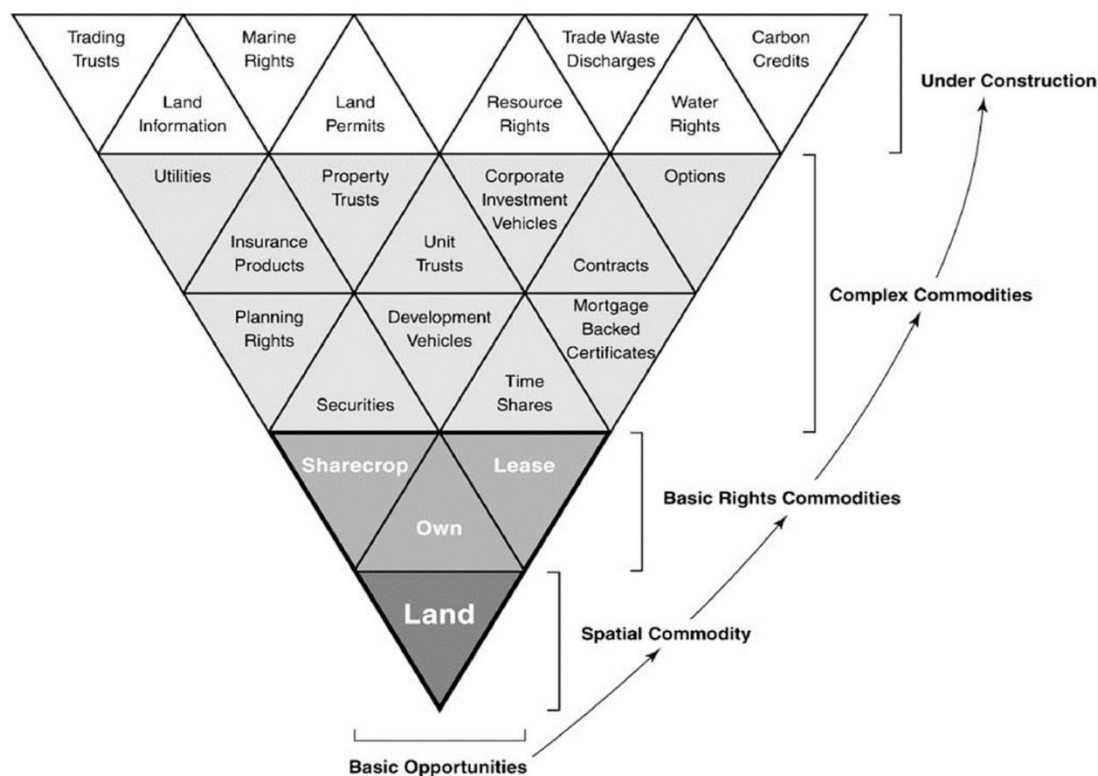 Trading
Trusts
Marine
Rights
Trade Waste
Discharges
Carbon
Credits
Land
Information
Land
Permits
Resource
Rights
Water
Rights
Under Construction
Utilities
Property
Trusts
Corporate
Investment
Vehicles
Options
Insurance
Products
Unit
Trusts
Contracts
Complex Commodities
Planning
Rights
Development
Vehicles
Mortgage
Backed
Certificates
Securities
Time
Shares
Sharecrop
Lease
Own
Basic Rights Commodities
Land
Spatial Commodity
Basic Opportunities